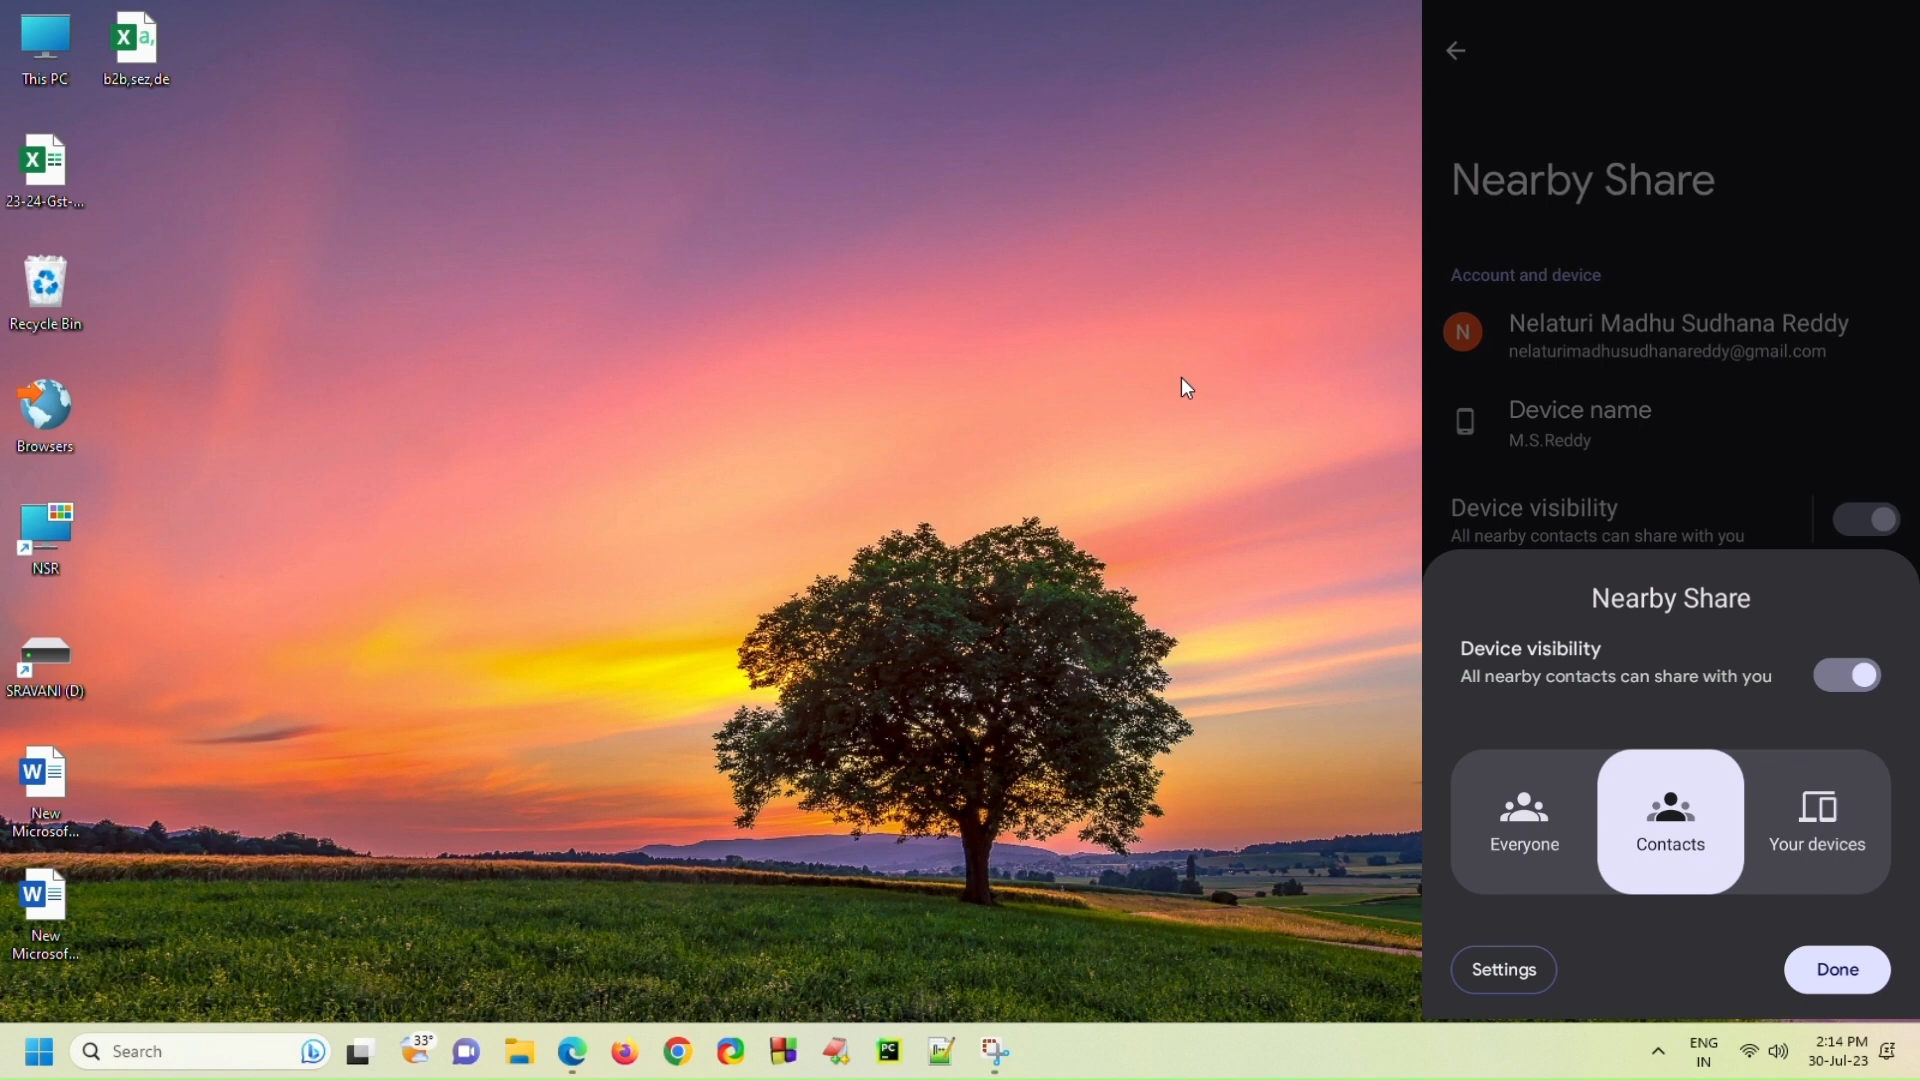 This PC
b2b,sez,de
23-24-Gst-...
Recycle Bin
Browsers
NSR
SRAVANI (D)
New
Microsof...
New
Microsof...
Nearby Share
Account and device
N
Nelaturi Madhu Sudhana Reddy
nelaturimadhusudhanareddy@gmail.com
Device name
M.S.Reddy
Device visibility
All nearby contacts can share with you
Nearby Share
Device visibility
All nearby contacts can share with you
Everyone
Contacts
Your devices
Settings
Done
Search
33°
ENG
IN
2:14 PM
30-Jul-23